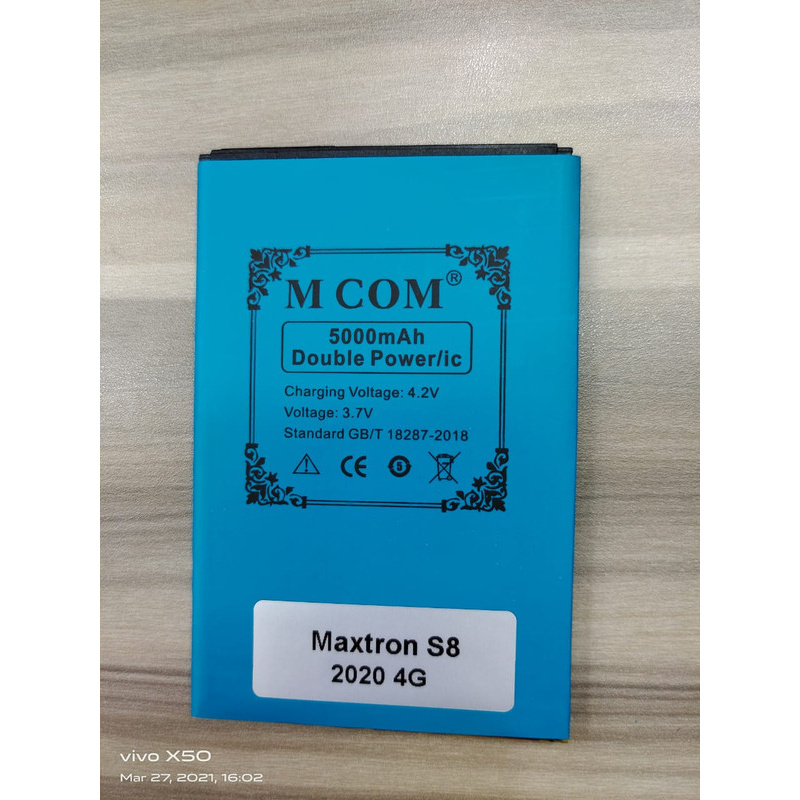 M COM®
5000mAh
Double Power/ic
Charging Voltage: 4.2V
Voltage: 3.7V
Standard GB/T 18287-2018
CE 5
Maxtron S8
2020 4G
vivo X50
Mar 27, 2021, 16:02